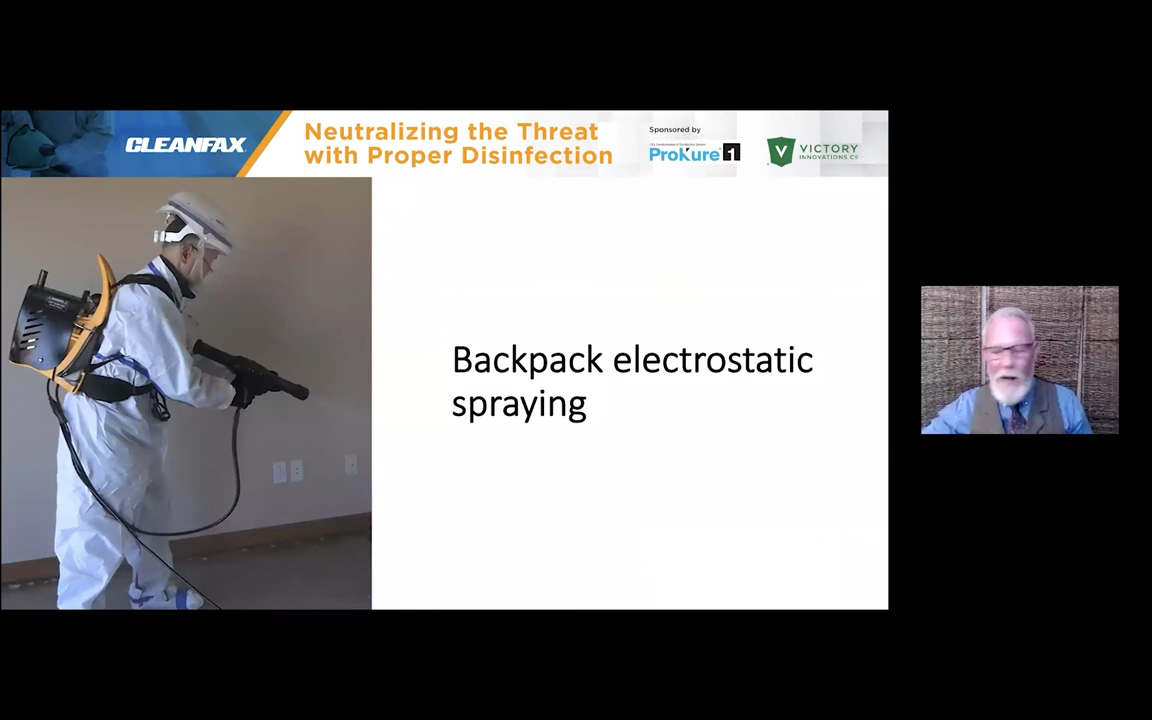 CLEANFAX
Neutralizing the Threat
with Proper Disinfection
Sponsored by
ProKure 1
V
VICTORY
INNOVATIONS CO
Backpack electrostatic
spraying